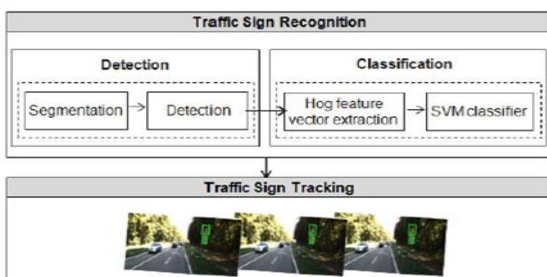 Traffic Sign Recognition
Detection
Classification
Segmentation
Detection
Hog feature
vector extraction
SVM classifier
Traffic Sign Tracking